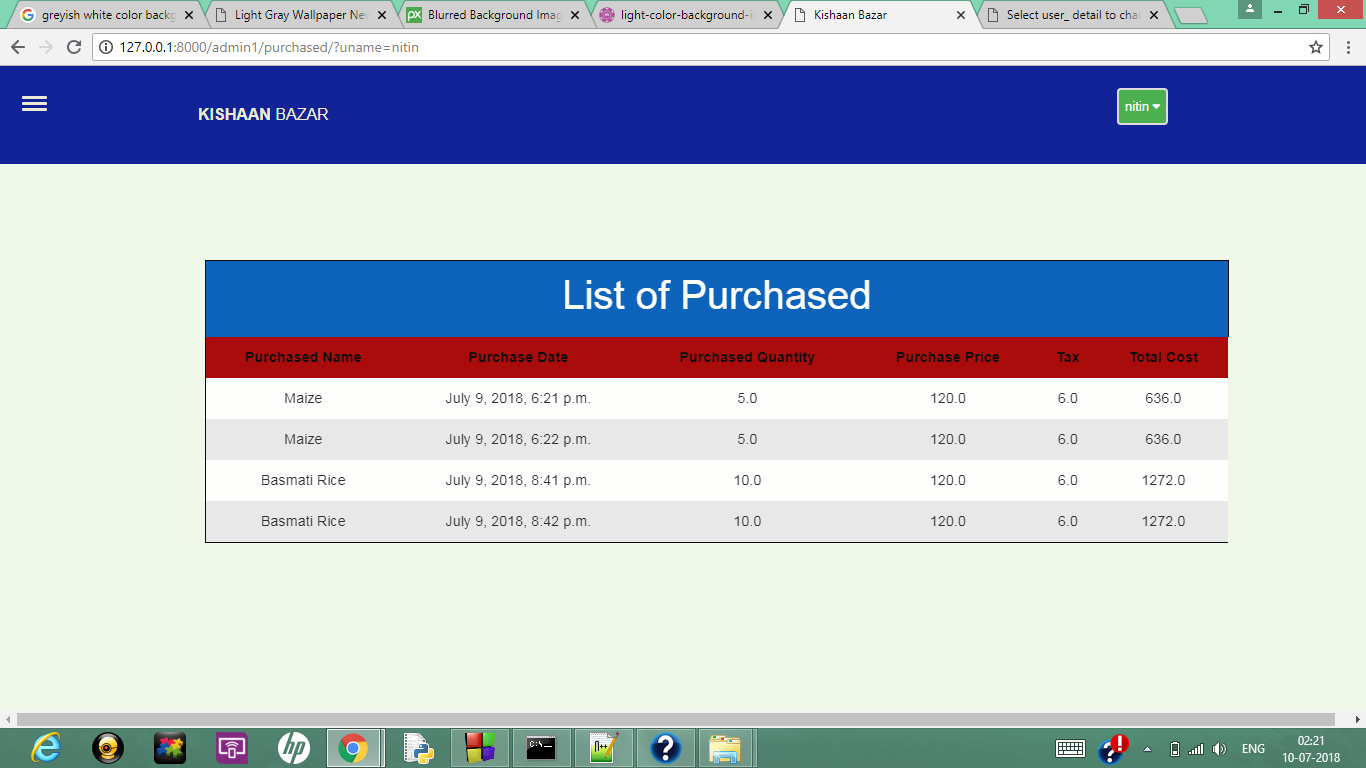 greyish white color backg
Light Gray Wallpaper Nev
px Blurred Background Imag
light-color-background-i
Kishaan Bazar
Select user_ detail to cha
127.0.0.1:8000/admin1/purchased/?uname=nitin
KISHAAN BAZAR
nitin
List of Purchased
Purchased Name Purchase Date Purchased Quantity Purchase Price Tax Total Cost
Maize July 9, 2018, 6:21 p.m. 5.0 120.0 6.0 636.0
Maize July 9, 2018, 6:22 p.m. 5.0 120.0 6.0 636.0
Basmati Rice July 9, 2018, 8:41 p.m. 10.0 120.0 6.0 1272.0
Basmati Rice July 9, 2018, 8:42 p.m. 10.0 120.0 6.0 1272.0
hp
C:\
ENG
02:21
10-07-2018